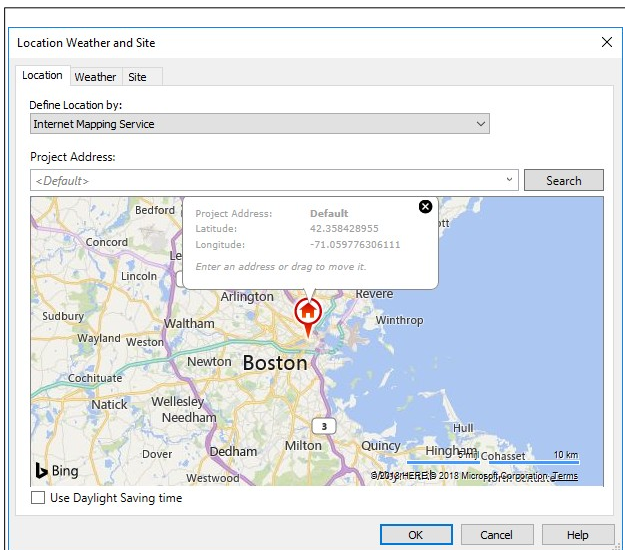 Location Weather and Site
Location Weather Site
Define Location by:
Internet Mapping Service
Project Address:
<Default>
Search
Project Address: Default
Latitude: 42.358428955
Longitude: -71.059776306111
Enter an address or drag to move it.
Bedford
Concord
Lincoln
Arlington
Revere
Sudbury
Waltham
Winthrop
Wayland Weston
Newton Boston
Cochituate
Natick
Wellesley
Needham
3
Hull
Dover
Dedham
Milton
Quincy
Hingham
Cohasset
5 mi
10 km
Westwood
Bing
HERE, © 2018 Microsoft Corporation Terms
Use Daylight Saving time
OK Cancel Help